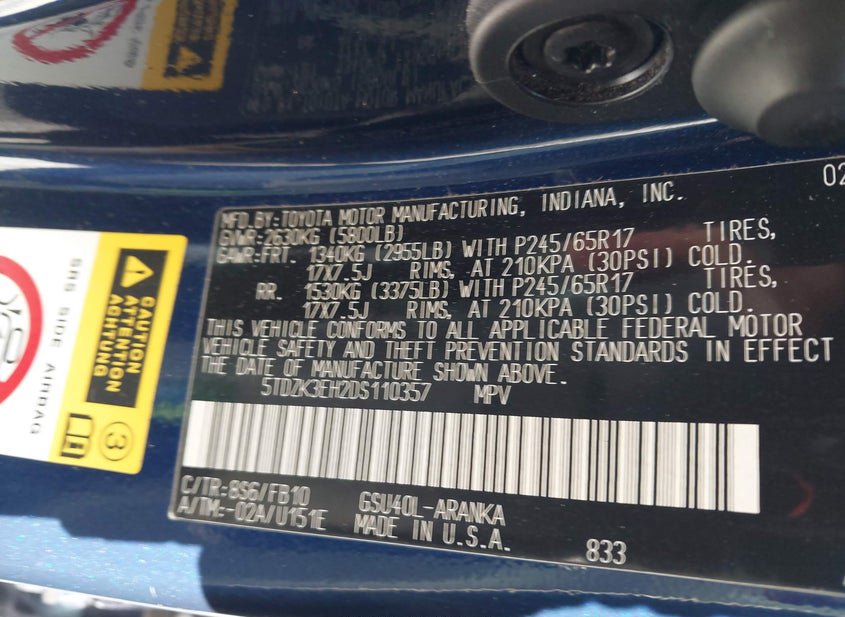 02
MFD. BY: TOYOTA MOTOR MANUFACTURING, INDIANA, INC.
GVWR: 2630KG (5800LB)
GAWR: FRT. 1340KG (2955LB) WITH P245/65R17 TIRES,
17X7.5J RIMS, AT 210KPA (30PSI) COLD.
RR. 1530KG (3375LB) WITH P245/65R17 TIRES,
17X7.5J RIMS, AT 210KPA (30PSI) COLD.
THIS VEHICLE CONFORMS TO ALL APPLICABLE FEDERAL MOTOR
VEHICLE SAFETY AND THEFT PREVENTION STANDARDS IN EFFECT
THE DATE OF MANUFACTURE SHOWN ABOVE.
5TDZK3EH2DS110357 MPV
C/TR: 8S6/FB10 GSU40L-ARANKA
A/TM: -02A/U151E MADE IN U.S.A.
833
CAUTION
ATTENTION
ACHTUNG
SRS SIDE AIRBAG
3